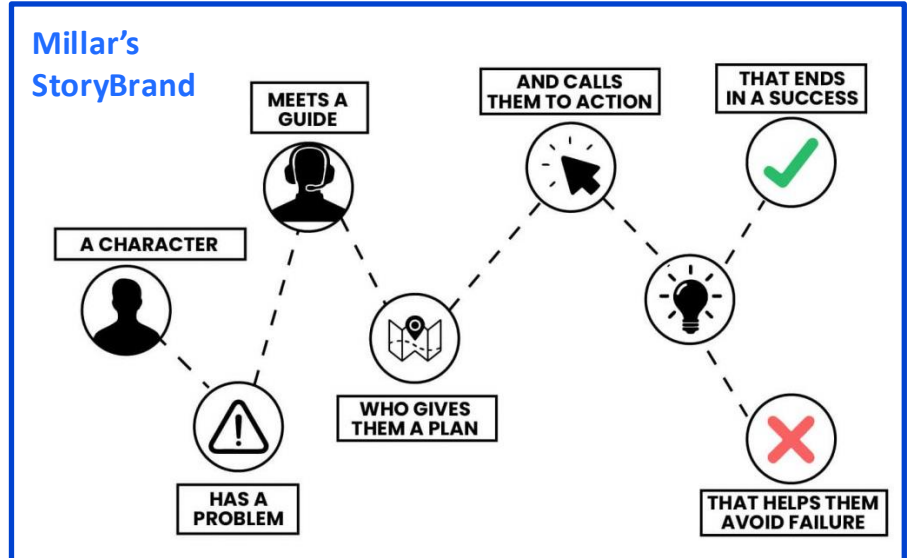 Millar’s
StoryBrand
A CHARACTER
HAS A
PROBLEM
MEETS A
GUIDE
WHO GIVES
THEM A PLAN
AND CALLS
THEM TO ACTION
THAT ENDS
IN A SUCCESS
THAT HELPS THEM
AVOID FAILURE